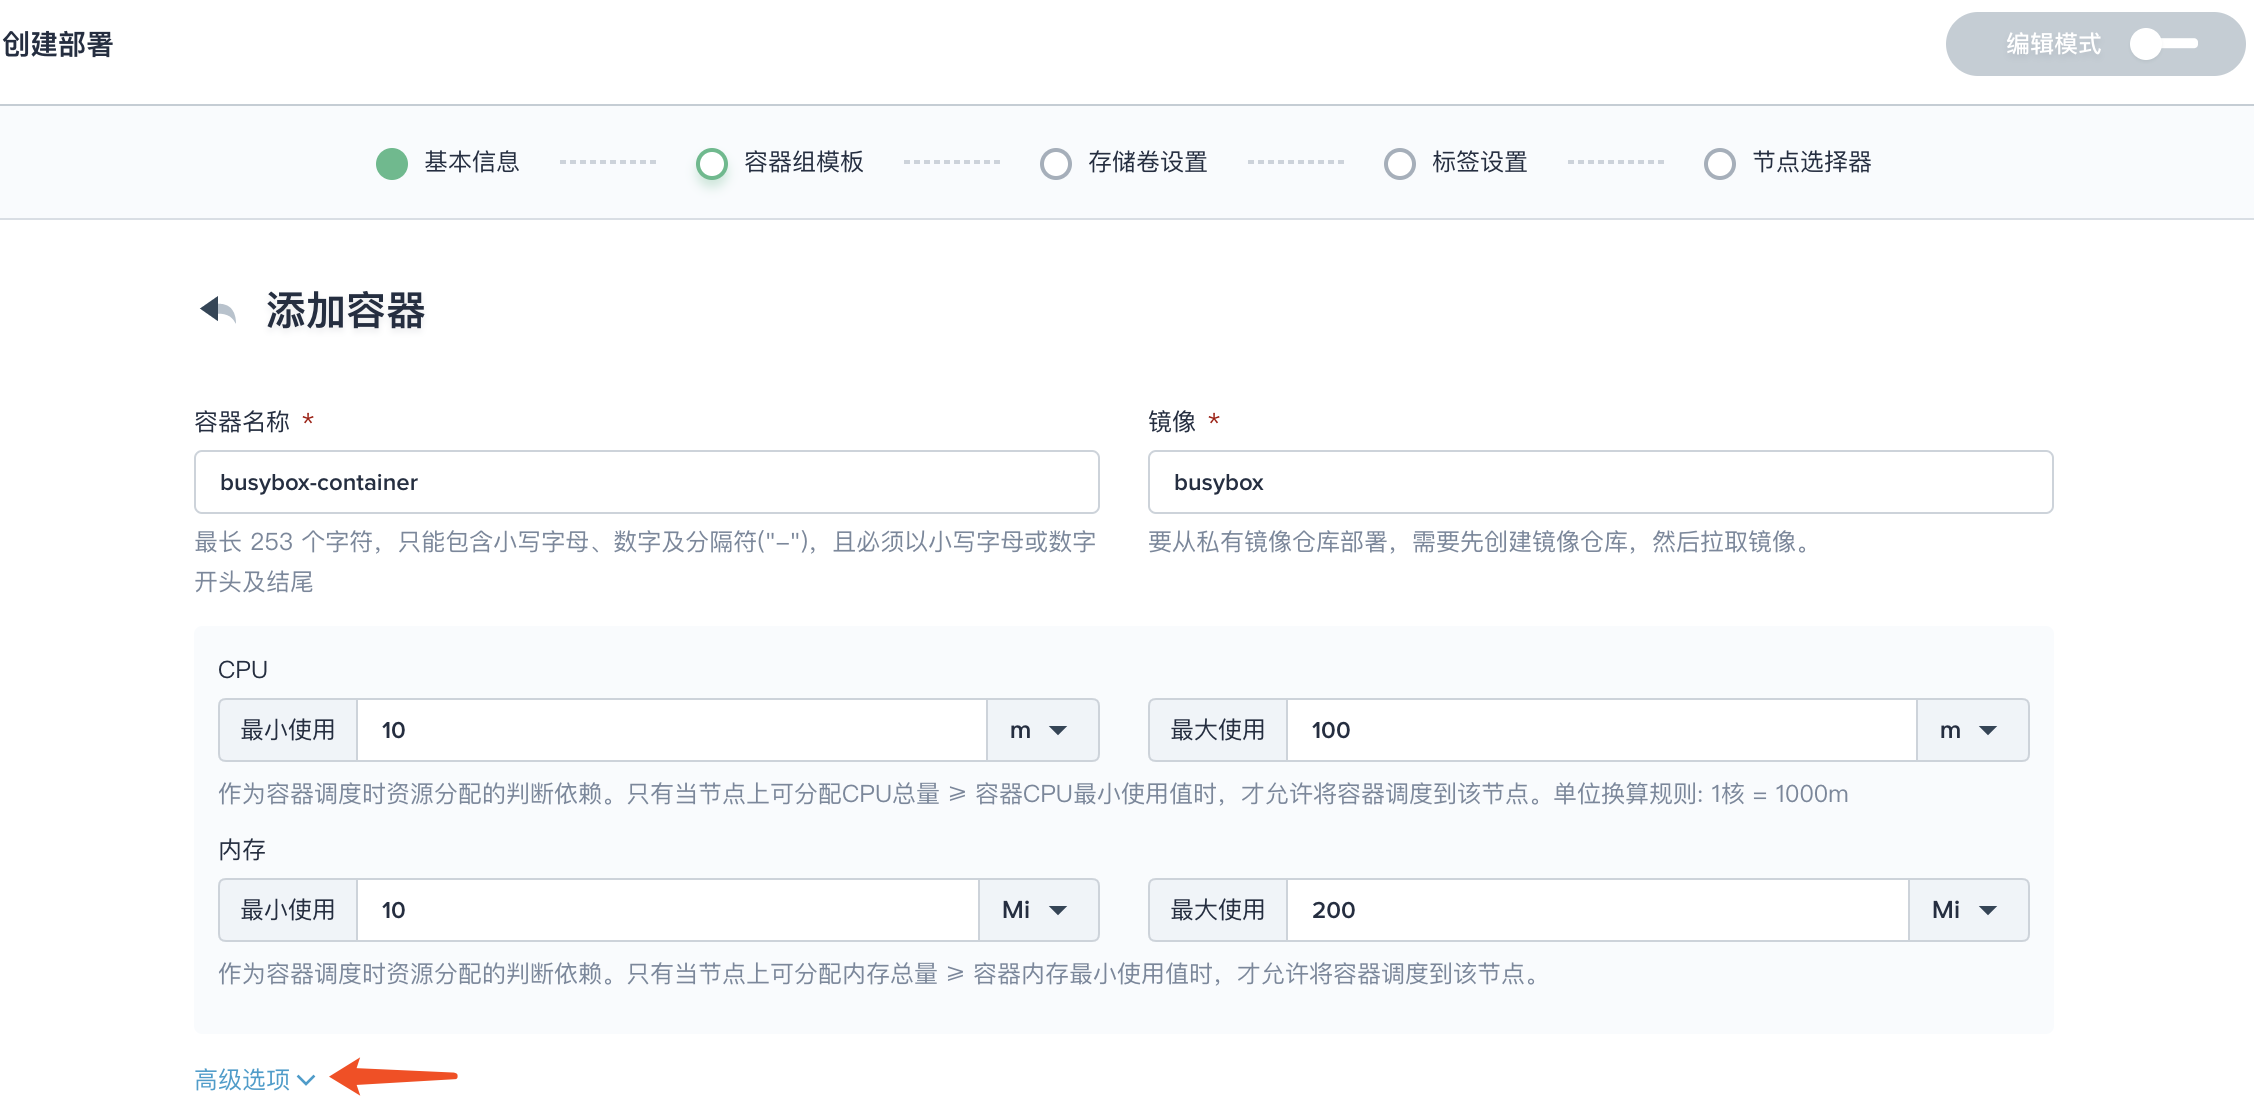 创建部署
编辑模式
基本信息
容器组模板
存储卷设置
标签设置
节点选择器
添加容器
容器名称 *
镜像 *
busybox-container
busybox
最长 253 个字符，只能包含小写字母、数字及分隔符("-")，且必须以小写字母或数字
开头及结尾
要从私有镜像仓库部署，需要先创建镜像仓库，然后拉取镜像。
CPU
最小使用 10 m
最大使用 100 m
作为容器调度时资源分配的判断依赖。只有当节点上可分配CPU总量 ⩾ 容器CPU最小使用值时，才允许将容器调度到该节点。单位换算规则: 1核 = 1000m
内存
最小使用 10 Mi
最大使用 200 Mi
作为容器调度时资源分配的判断依赖。只有当节点上可分配内存总量 ⩾ 容器内存最小使用值时，才允许将容器调度到该节点。
高级选项